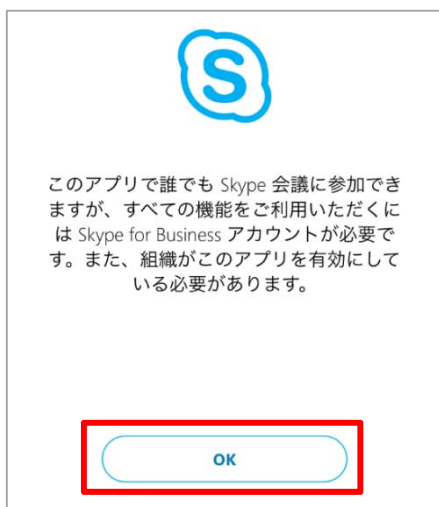 S
このアプリで誰でも Skype 会議に参加でき
ますが、すべての機能をご利用いただくに
は Skype for Business アカウントが必要で
す。また、組織がこのアプリを有効にして
いる必要があります。
OK